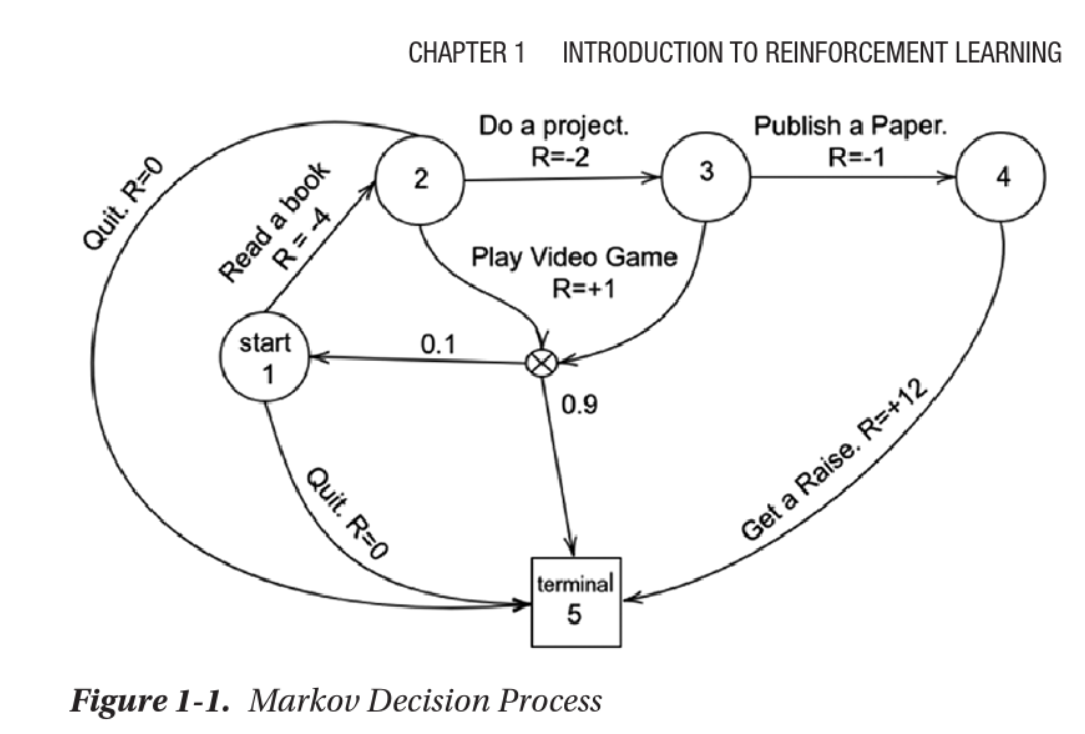 CHAPTER 1 INTRODUCTION TO REINFORCEMENT LEARNING
Do a project.
R=-2
Publish a Paper.
R=-1
Quit. R=0
Read a book
R = -4
2
3
4
Play Video Game
R=+1
start
1
0.1
0.9
Quit. R=0
Get a Raise. R=+12
terminal
5
Figure 1-1. Markov Decision Process